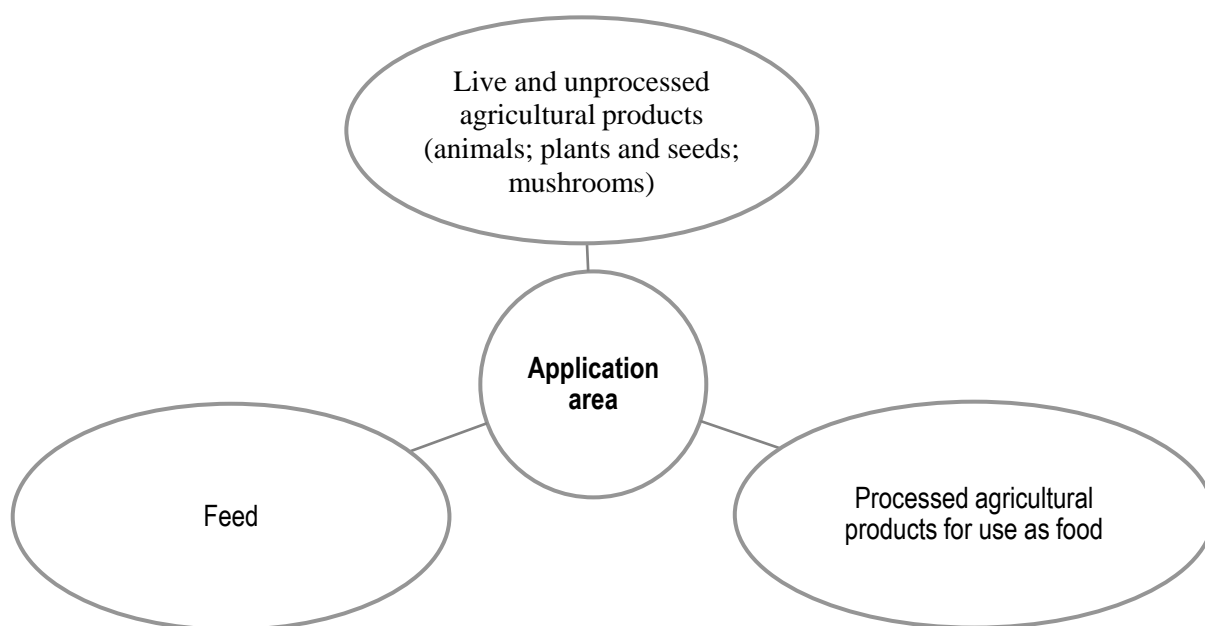 Live and unprocessed
agricultural products
(animals; plants and seeds;
mushrooms)
Application
area
Feed
Processed agricultural
products for use as food